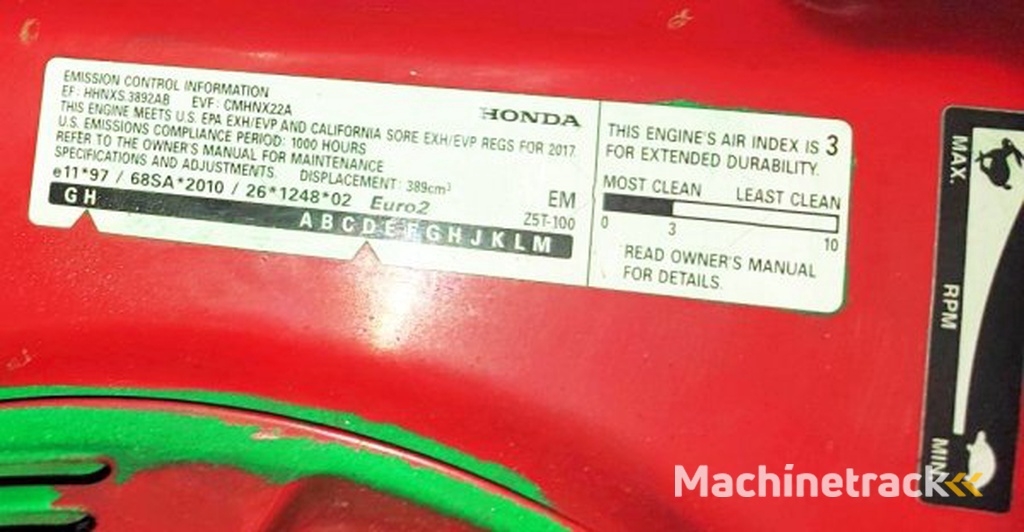 EMISSION CONTROL INFORMATION
EF: HHNXS.3892AB EVF: CMHNX22A
THIS ENGINE MEETS U.S. EPA EXH/EVP AND CALIFORNIA SORE EXH/EVP REGS FOR 2017.
U.S. EMISSIONS COMPLIANCE PERIOD: 1000 HOURS
REFER TO THE OWNER'S MANUAL FOR MAINTENANCE
SPECIFICATIONS AND ADJUSTMENTS. DISPLACEMENT: 389cm³
e11*97 / 68SA*2010 / 26*1248*02 Euro2
HONDA
EM
Z5T-100
G H
A B C D E F G H J K L M
THIS ENGINE'S AIR INDEX IS 3
FOR EXTENDED DURABILITY.
MOST CLEAN LEAST CLEAN
0 3 10
READ OWNER'S MANUAL
FOR DETAILS.
MAX.
RPM
MIN.
Machinetrack